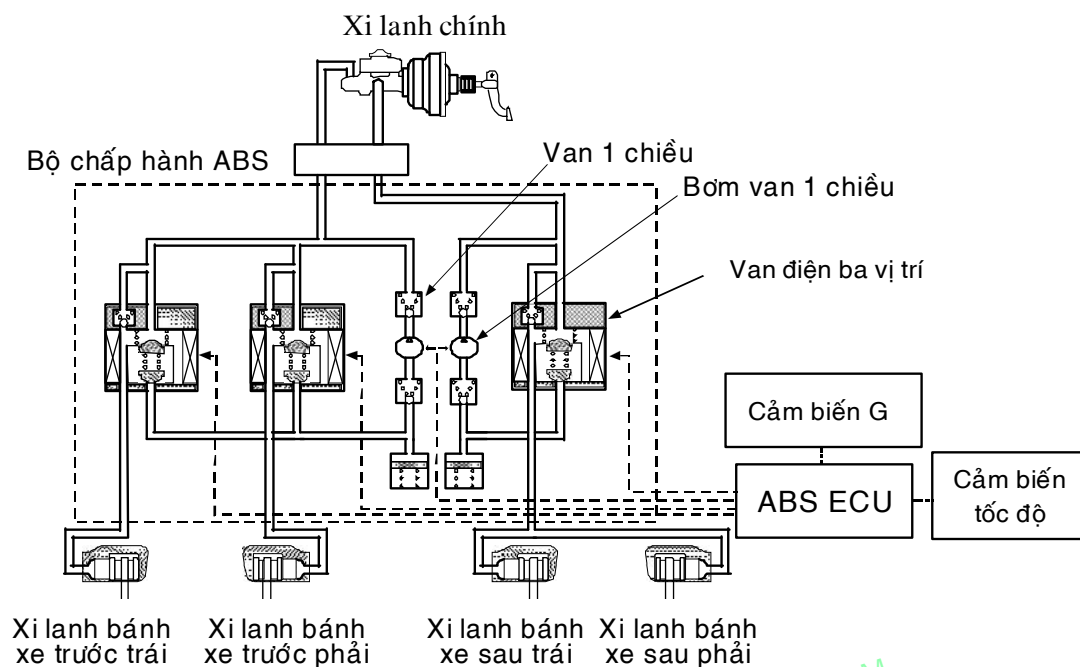 Xi lanh chính
Bộ chấp hành ABS
Van 1 chiều
Bơm van 1 chiều
Van điện ba vị trí
Cảm biến G
ABS ECU
Cảm biến
tốc độ
Xi lanh bánh
xe trước trái
Xi lanh bánh
xe trước phải
Xi lanh bánh
xe sau trái
Xi lanh bánh
xe sau phải